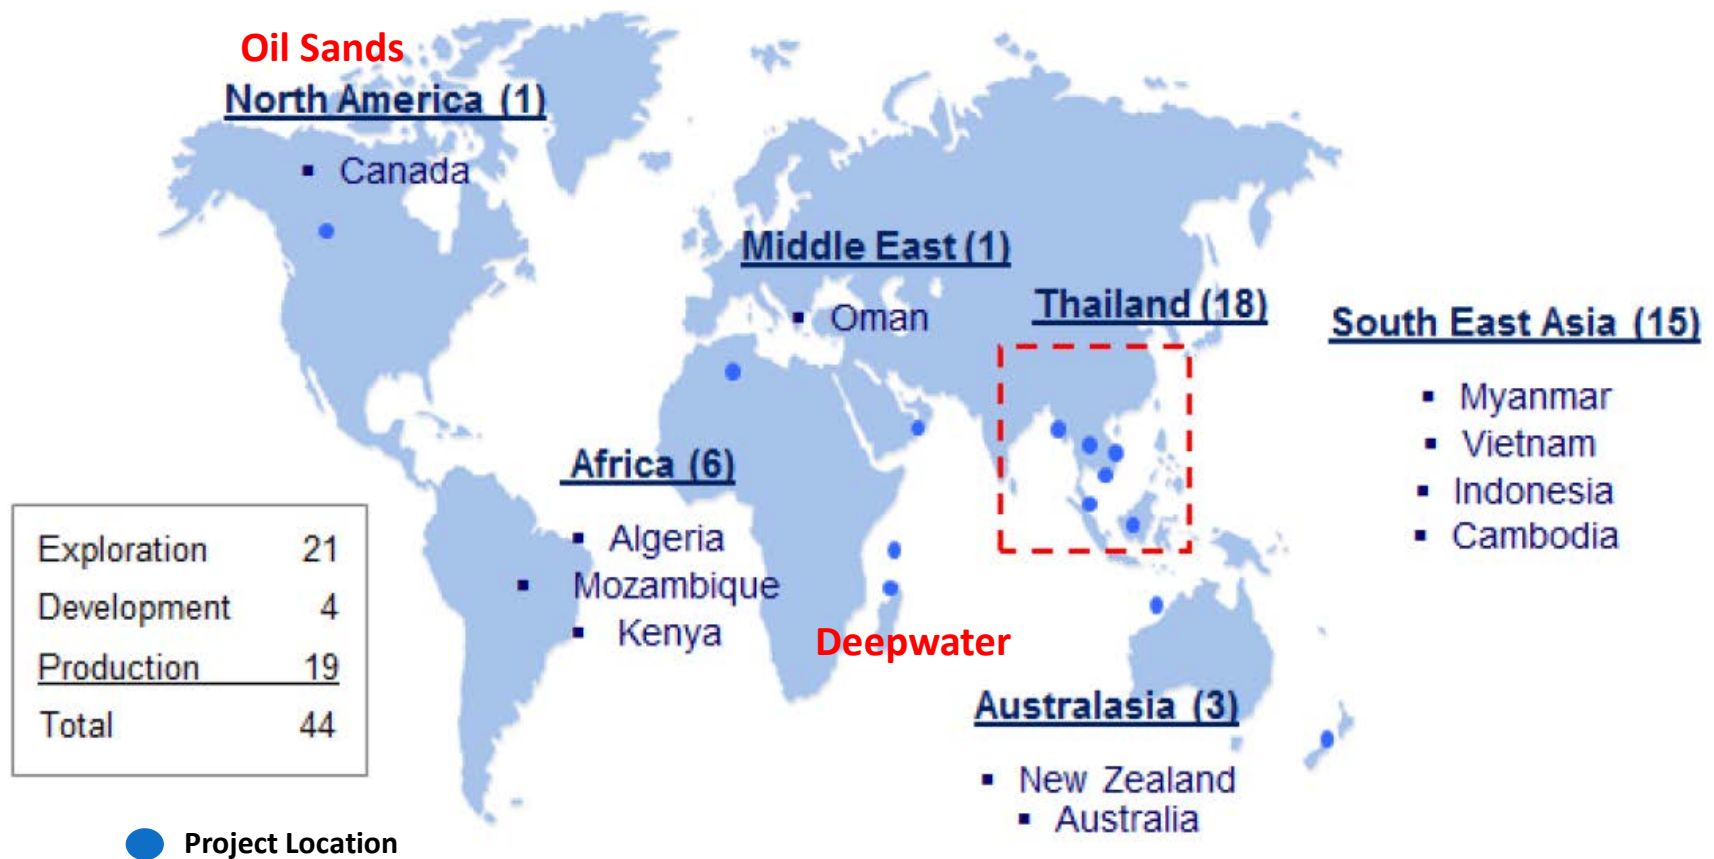 Oil Sands
North America (1)
▪ Canada
Middle East (1)
▪ Oman
Thailand (18)
South East Asia (15)
▪ Myanmar
▪ Vietnam
▪ Indonesia
▪ Cambodia
Africa (6)
▪ Algeria
▪ Mozambique
▪ Kenya
Deepwater
Australasia (3)
▪ New Zealand
▪ Australia
Exploration 21
Development 4
Production 19
Total 44
Project Location